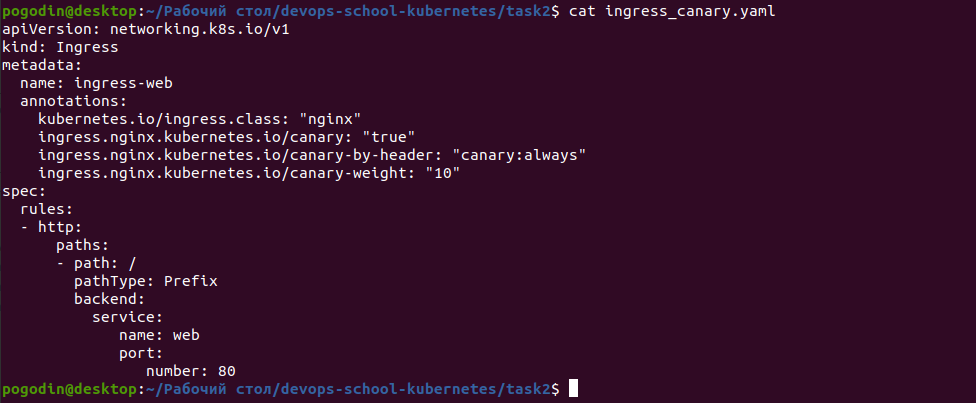 pogodin@desktop:~/Рабочий стол/devops-school-kubernetes/task2$ cat ingress_canary.yaml
apiVersion: networking.k8s.io/v1
kind: Ingress
metadata:
  name: ingress-web
  annotations:
    kubernetes.io/ingress.class: "nginx"
    ingress.nginx.kubernetes.io/canary: "true"
    ingress.nginx.kubernetes.io/canary-by-header: "canary:always"
    ingress.nginx.kubernetes.io/canary-weight: "10"
spec:
  rules:
  - http:
      paths:
      - path: /
        pathType: Prefix
        backend:
          service:
             name: web
             port:
                number: 80
pogodin@desktop:~/Рабочий стол/devops-school-kubernetes/task2$